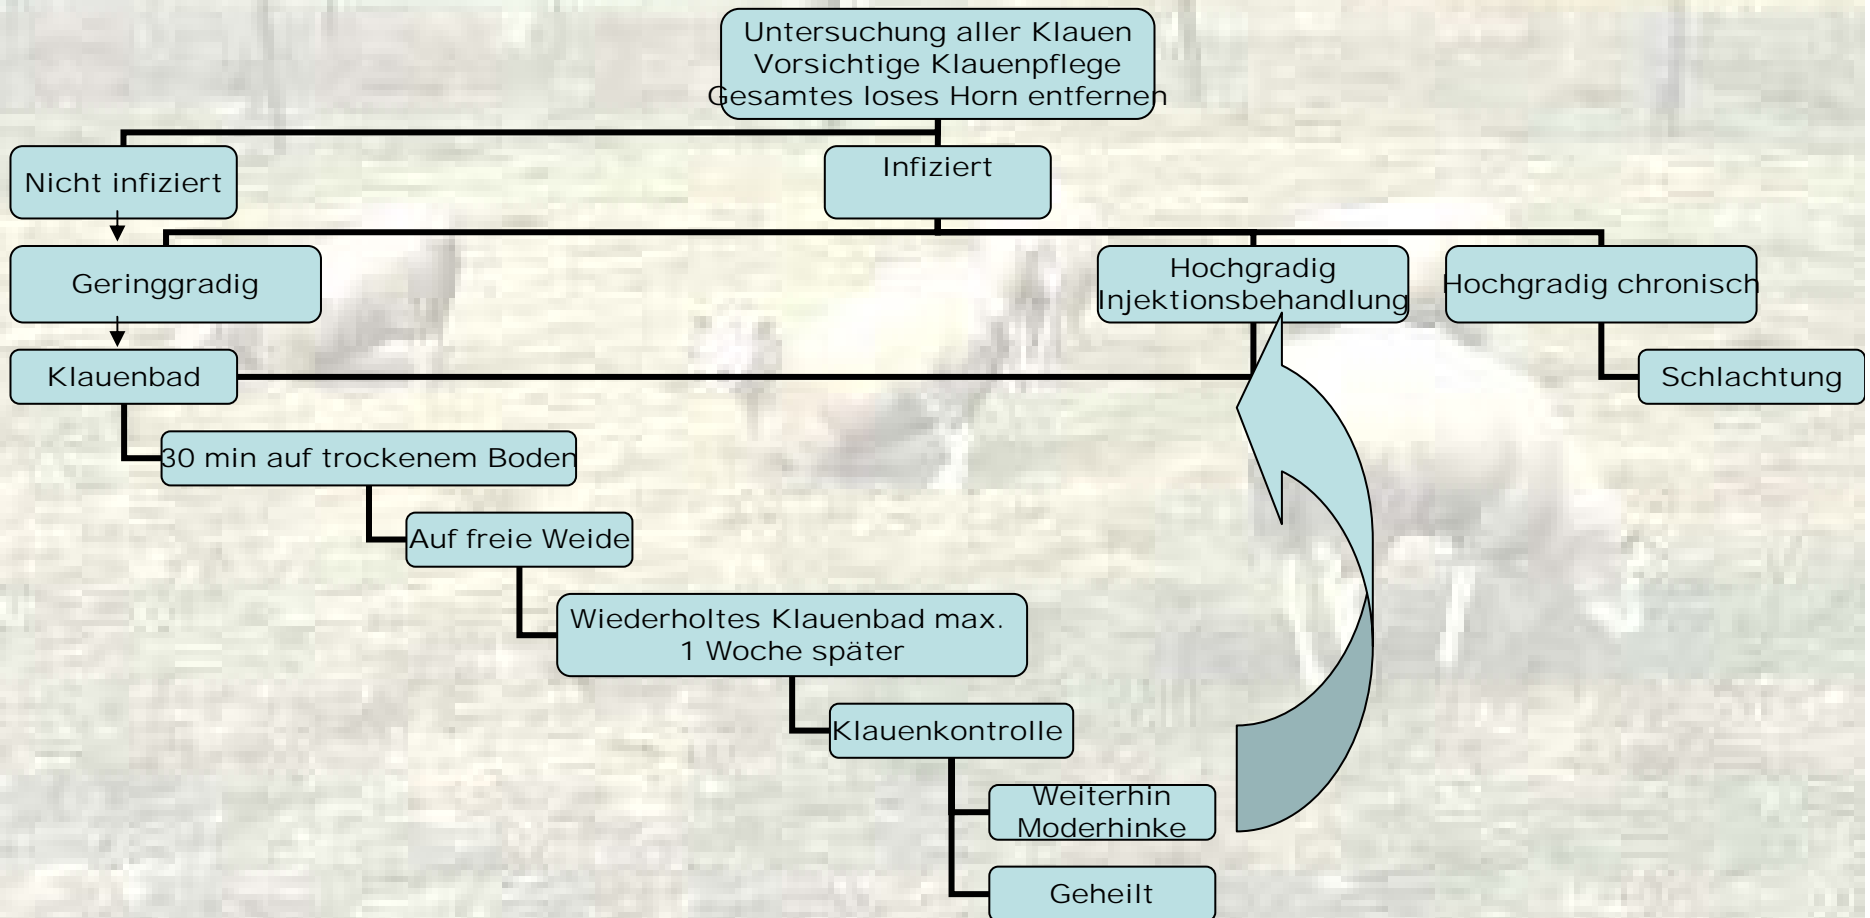 Untersuchung aller Klauen
Vorsichtige Klauenpflege
Gesamtes loses Horn entfernen
Nicht infiziert
Infiziert
Geringgradig
Hochgradig
Injektionsbehandlung
Hochgradig chronisch
Klauenbad
Schlachtung
30 min auf trockenem Boden
Auf freie Weide
Wiederholtes Klauenbad max.
1 Woche später
Klauenkontrolle
Weiterhin
Moderhinke
Geheilt